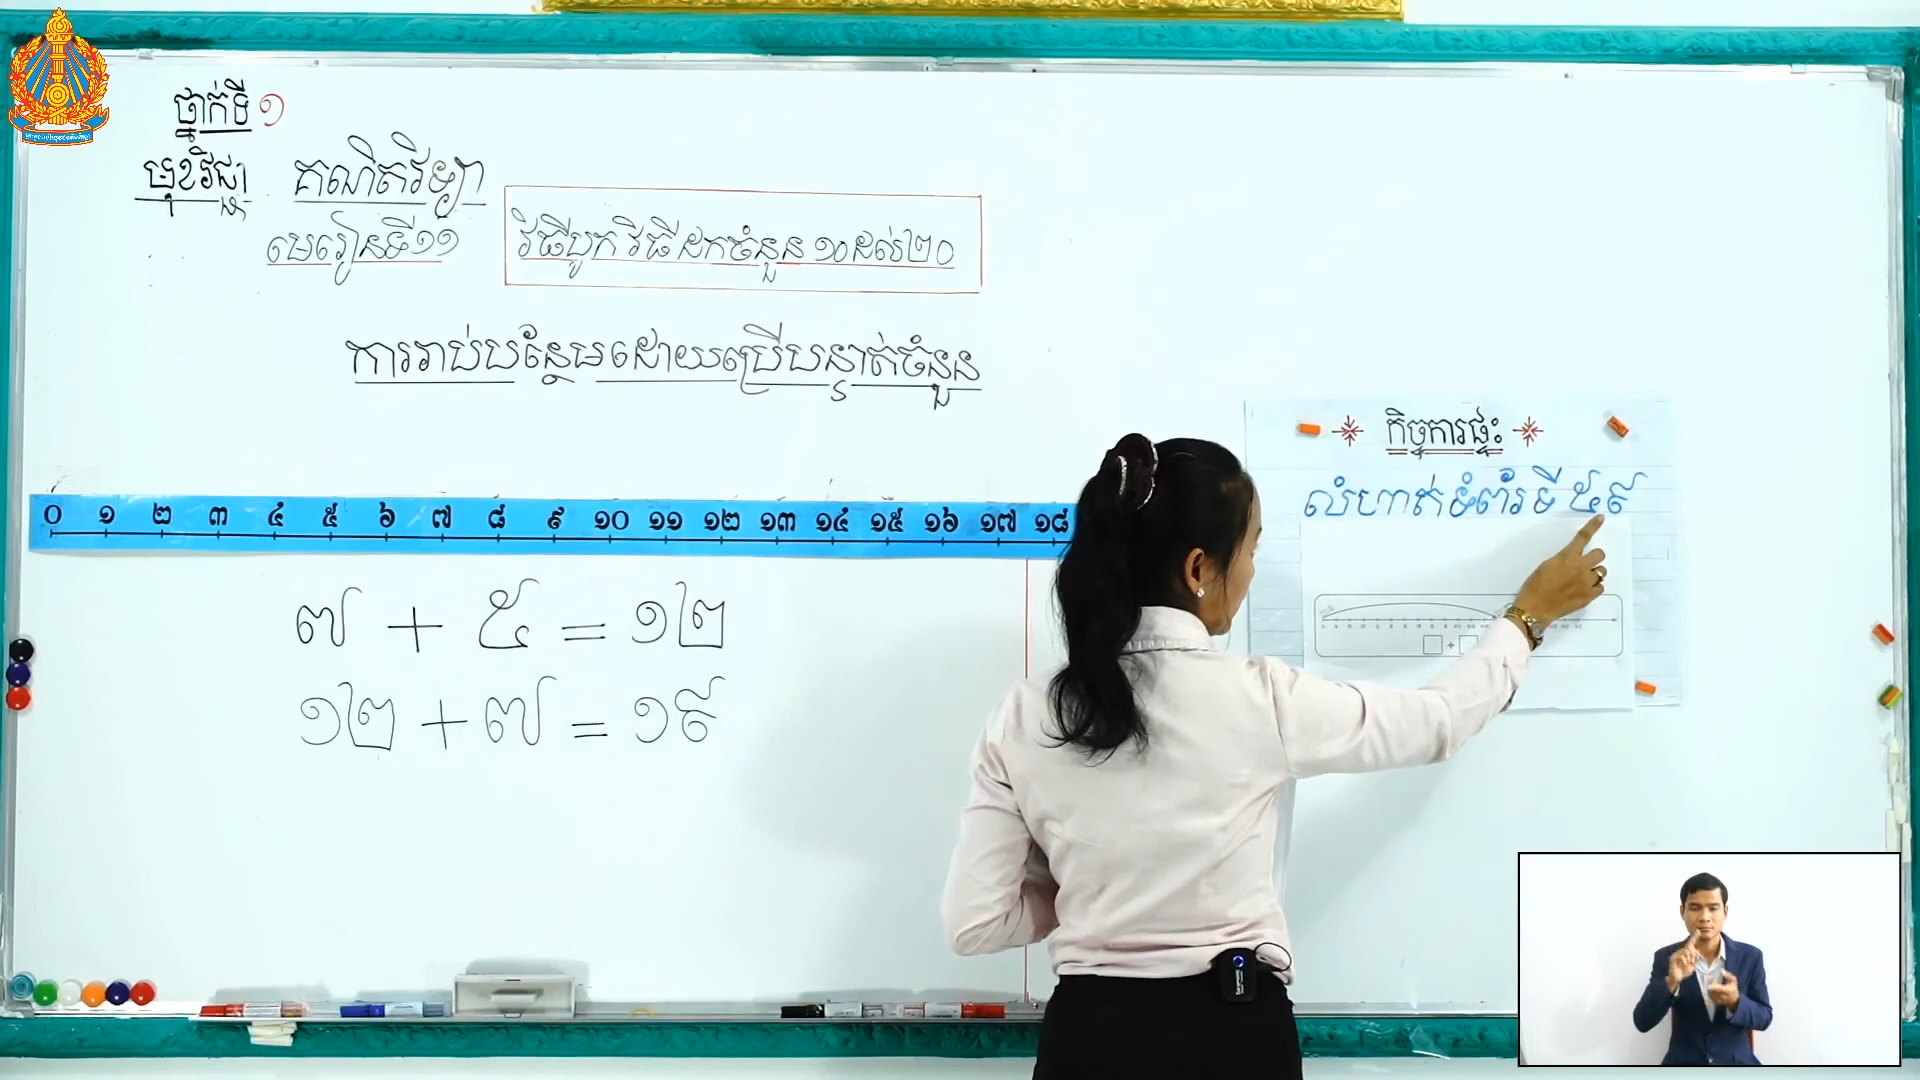 ថ្នាក់ទី ១
មុខវិជ្ជា គណិតវិទ្យា
មេរៀនទី១១ វិធីបូក វិធីដកចំនួន ១០ដល់២០
ការរាប់បន្ថែមដោយប្រើបន្ទាត់ចំនួន
0 ១ ២ ៣ ៤ ៥ ៦ ៧ ៨ ៩ ១០ ១១ ១២ ១៣ ១៤ ១៥ ១៦ ១៧ ១៨
៧ + ៥ = ១២
១២ + ៧ = ១៩
កិច្ចការផ្ទះ
លំហាត់ទំព័រទី ៥៩
+